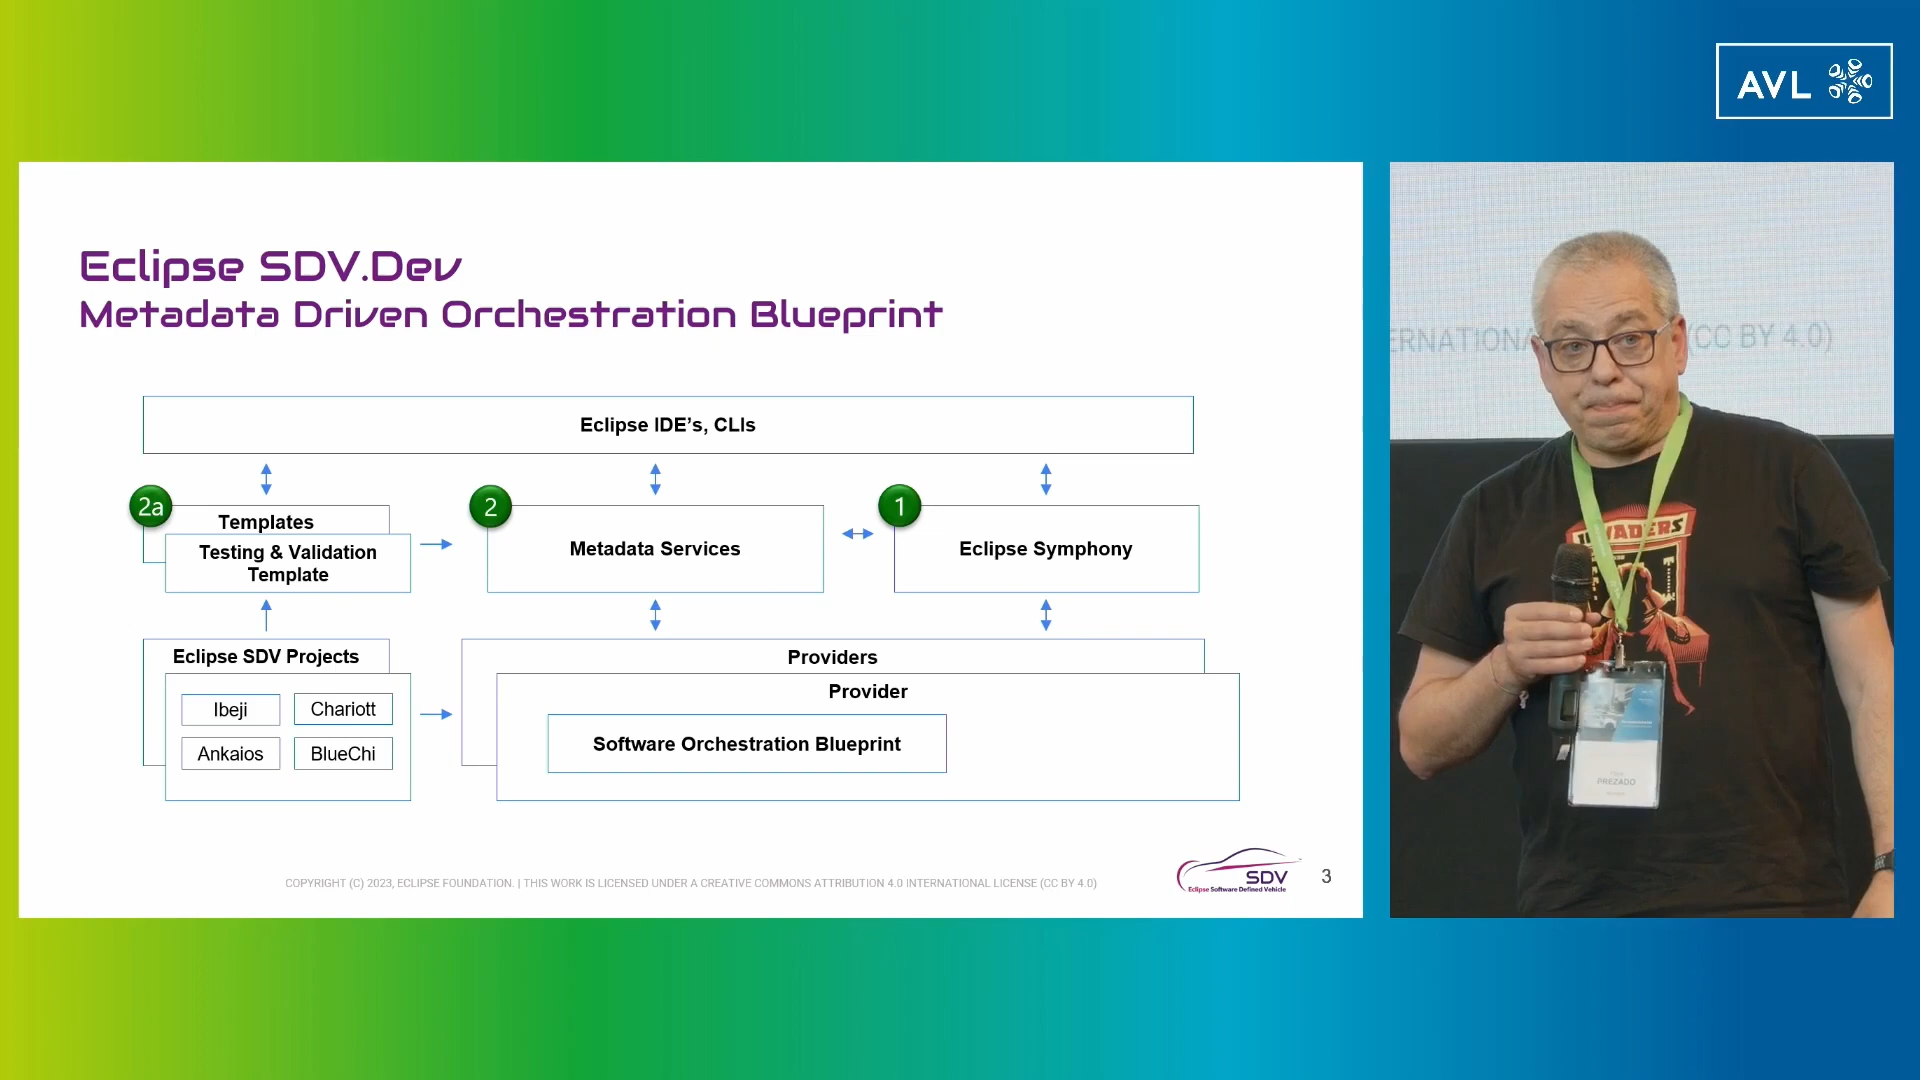 AVL
Eclipse SDV.Dev
Metadata Driven Orchestration Blueprint
Eclipse IDE's, CLIs
2a
Templates
Testing & Validation
Template
2
Metadata Services
1
Eclipse Symphony
Eclipse SDV Projects
Ibeji
Chariott
Ankaios
BlueChi
Providers
Provider
Software Orchestration Blueprint
COPYRIGHT (C) 2023, ECLIPSE FOUNDATION. | THIS WORK IS LICENSED UNDER A CREATIVE COMMONS ATTRIBUTION 4.0 INTERNATIONAL LICENSE (CC BY 4.0)
SDV
Eclipse Software Defined Vehicle
3
ERNATIONA (CC BY 4.0)
VADERS
PREZADO